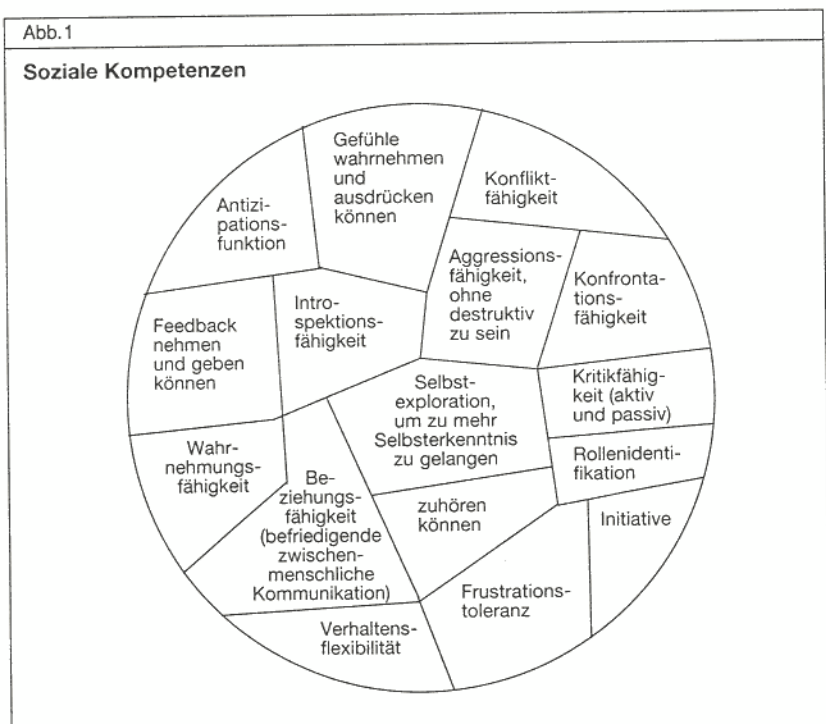 Abb.1
Soziale Kompetenzen
Gefühle
wahrnehmen
und
ausdrücken
können
Konflikt-
fähigkeit
Antizi-
pations-
funktion
Aggressions-
fähigkeit,
ohne
destruktiv
zu sein
Konfronta-
tions-
fähigkeit
Intro-
spektions-
fähigkeit
Feedback
nehmen
und geben
können
Selbst-
exploration,
um zu mehr
Selbsterkenntnis
zu gelangen
Kritikfähig-
keit (aktiv
und passiv)
Wahr-
nehmungs-
fähigkeit
Rollenidenti-
fikation
Be-
ziehungs-
fähigkeit
(befriedigende
zwischen-
menschliche
Kommunikation)
zuhören
können
Initiative
Frustrations-
toleranz
Verhaltens-
flexibilität